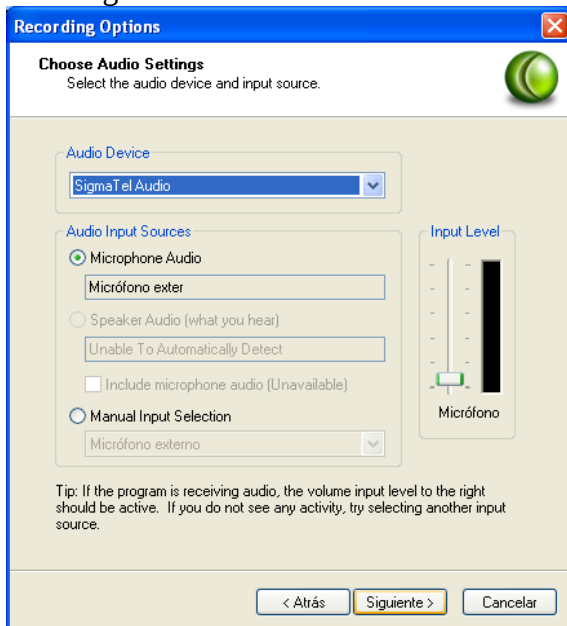 Recording Options
Choose Audio Settings
Select the audio device and input source.
Audio Device
SigmaTel Audio
Audio Input Sources
Input Level
Microphone Audio
Micrófono exter
Speaker Audio (what you hear)
Unable To Automatically Detect
Include microphone audio (Unavailable)
Manual Input Selection
Micrófono externo
Micrófono
Tip: If the program is receiving audio, the volume input level to the right
should be active. If you do not see any activity, try selecting another input
source.
< Atrás
Siguiente >
Cancelar